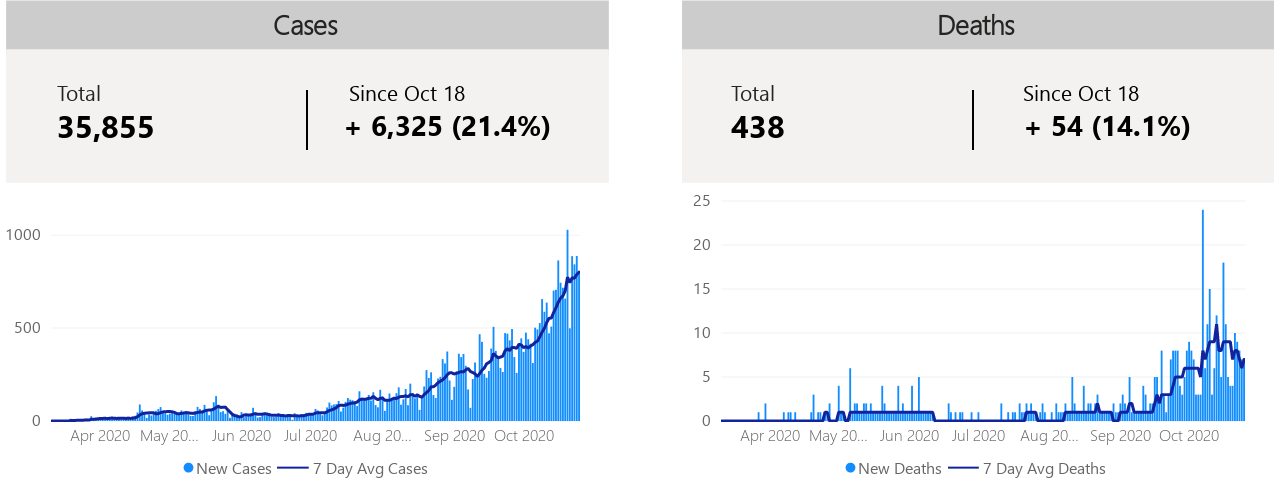 Cases
Total
Since Oct 18
35,855
+ 6,325 (21.4%)
1000
500
0
Apr 2020 May 20... Jun 2020 Jul 2020 Aug 20... Sep 2020 Oct 2020
New Cases 7 Day Avg Cases
Deaths
Total
Since Oct 18
438
+ 54 (14.1%)
25
20
15
10
5
0
Apr 2020 May 20... Jun 2020 Jul 2020 Aug 20... Sep 2020 Oct 2020
New Deaths 7 Day Avg Deaths